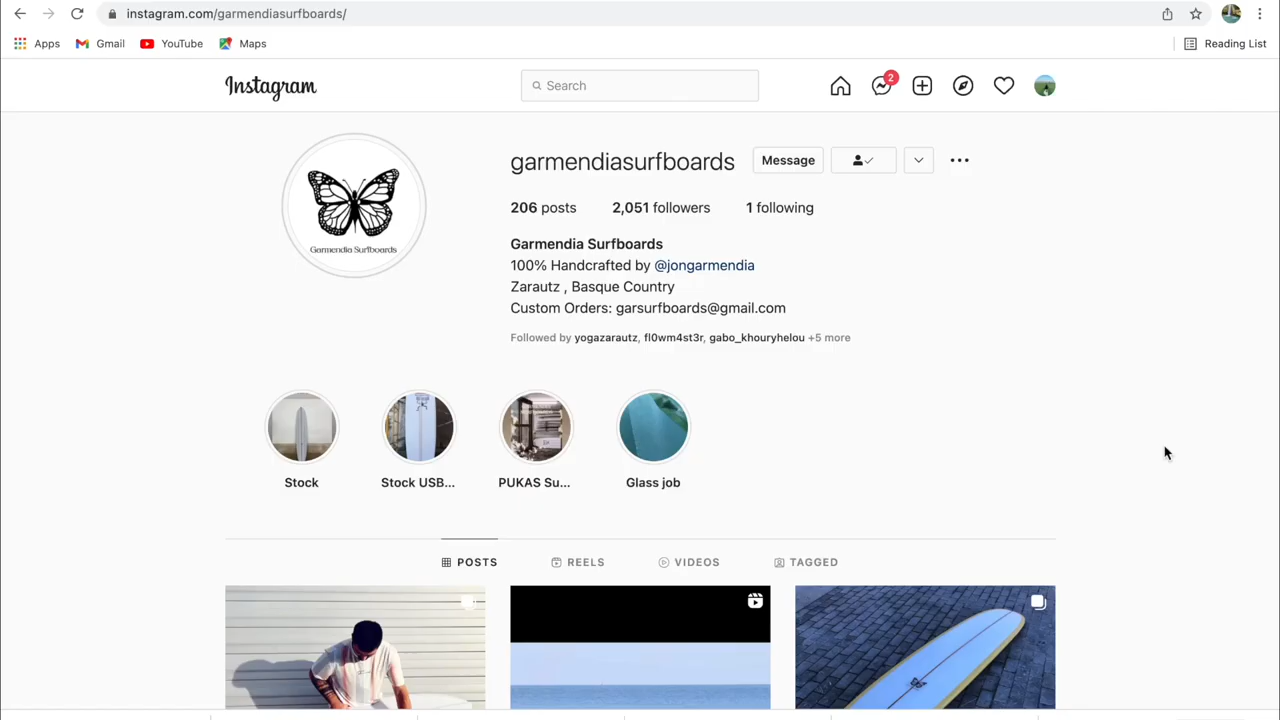 instagram.com/garmendiasurfboards/
Apps Gmail YouTube Maps Reading List
Instagram Search 2
garmendiasurfboards Message
206 posts 2,051 followers 1 following
Garmendia Surfboards
100% Handcrafted by @jongarmendia
Zarautz , Basque Country
Custom Orders: garsurfboards@gmail.com
Followed by yogazarautz, fl0wm4st3r, gabo_khouryhelou +5 more
Garmendia Surfboards
Stock Stock USB... PUKAS Su... Glass job
POSTS REELS VIDEOS TAGGED